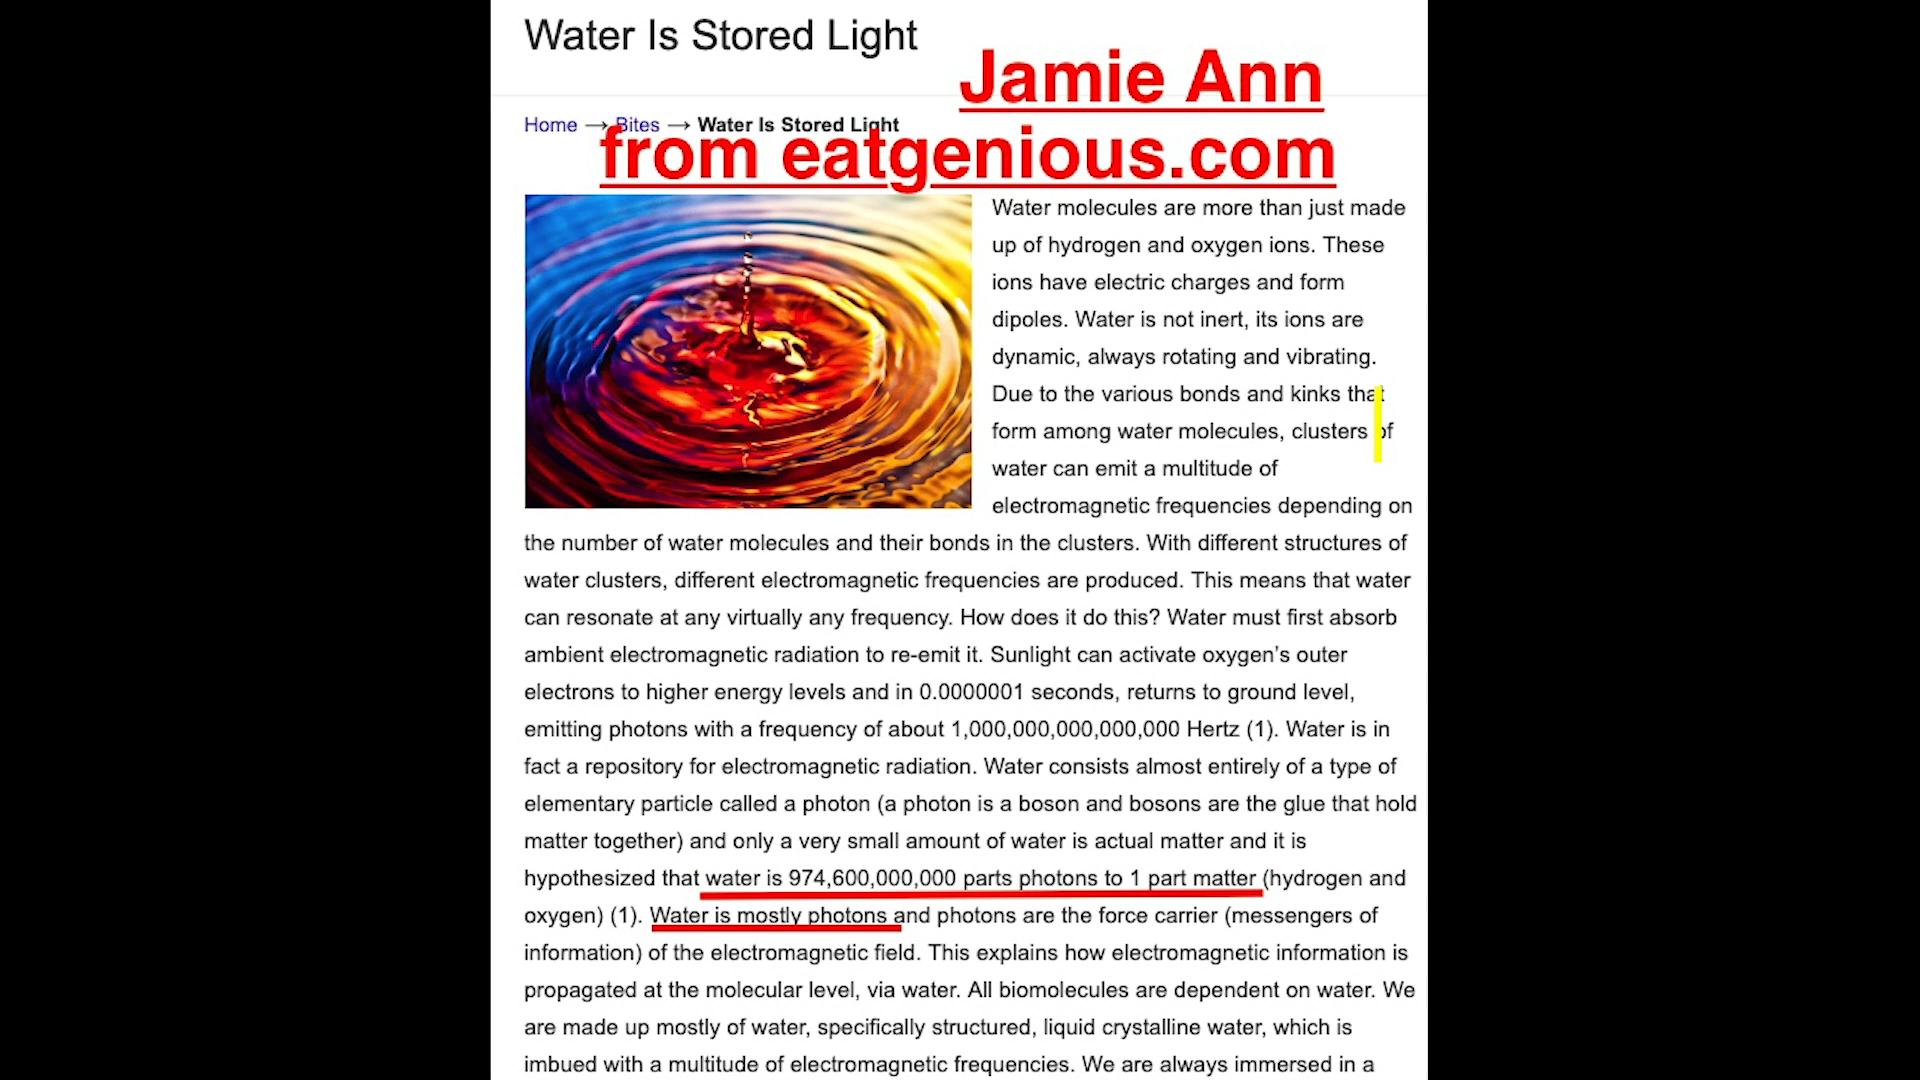 Water Is Stored Light
Jamie Ann
Home → Bites → Water Is Stored Light
from eatgenious.com
Water molecules are more than just made
up of hydrogen and oxygen ions. These
ions have electric charges and form
dipoles. Water is not inert, its ions are
dynamic, always rotating and vibrating.
Due to the various bonds and kinks that
form among water molecules, clusters of
water can emit a multitude of
electromagnetic frequencies depending on
the number of water molecules and their bonds in the clusters. With different structures of
water clusters, different electromagnetic frequencies are produced. This means that water
can resonate at any virtually any frequency. How does it do this? Water must first absorb
ambient electromagnetic radiation to re-emit it. Sunlight can activate oxygen's outer
electrons to higher energy levels and in 0.0000001 seconds, returns to ground level,
emitting photons with a frequency of about 1,000,000,000,000,000 Hertz (1). Water is in
fact a repository for electromagnetic radiation. Water consists almost entirely of a type of
elementary particle called a photon (a photon is a boson and bosons are the glue that hold
matter together) and only a very small amount of water is actual matter and it is
hypothesized that water is 974,600,000,000 parts photons to 1 part matter (hydrogen and
oxygen) (1). Water is mostly photons and photons are the force carrier (messengers of
information) of the electromagnetic field. This explains how electromagnetic information is
propagated at the molecular level, via water. All biomolecules are dependent on water. We
are made up mostly of water, specifically structured, liquid crystalline water, which is
imbued with a multitude of electromagnetic frequencies. We are always immersed in a